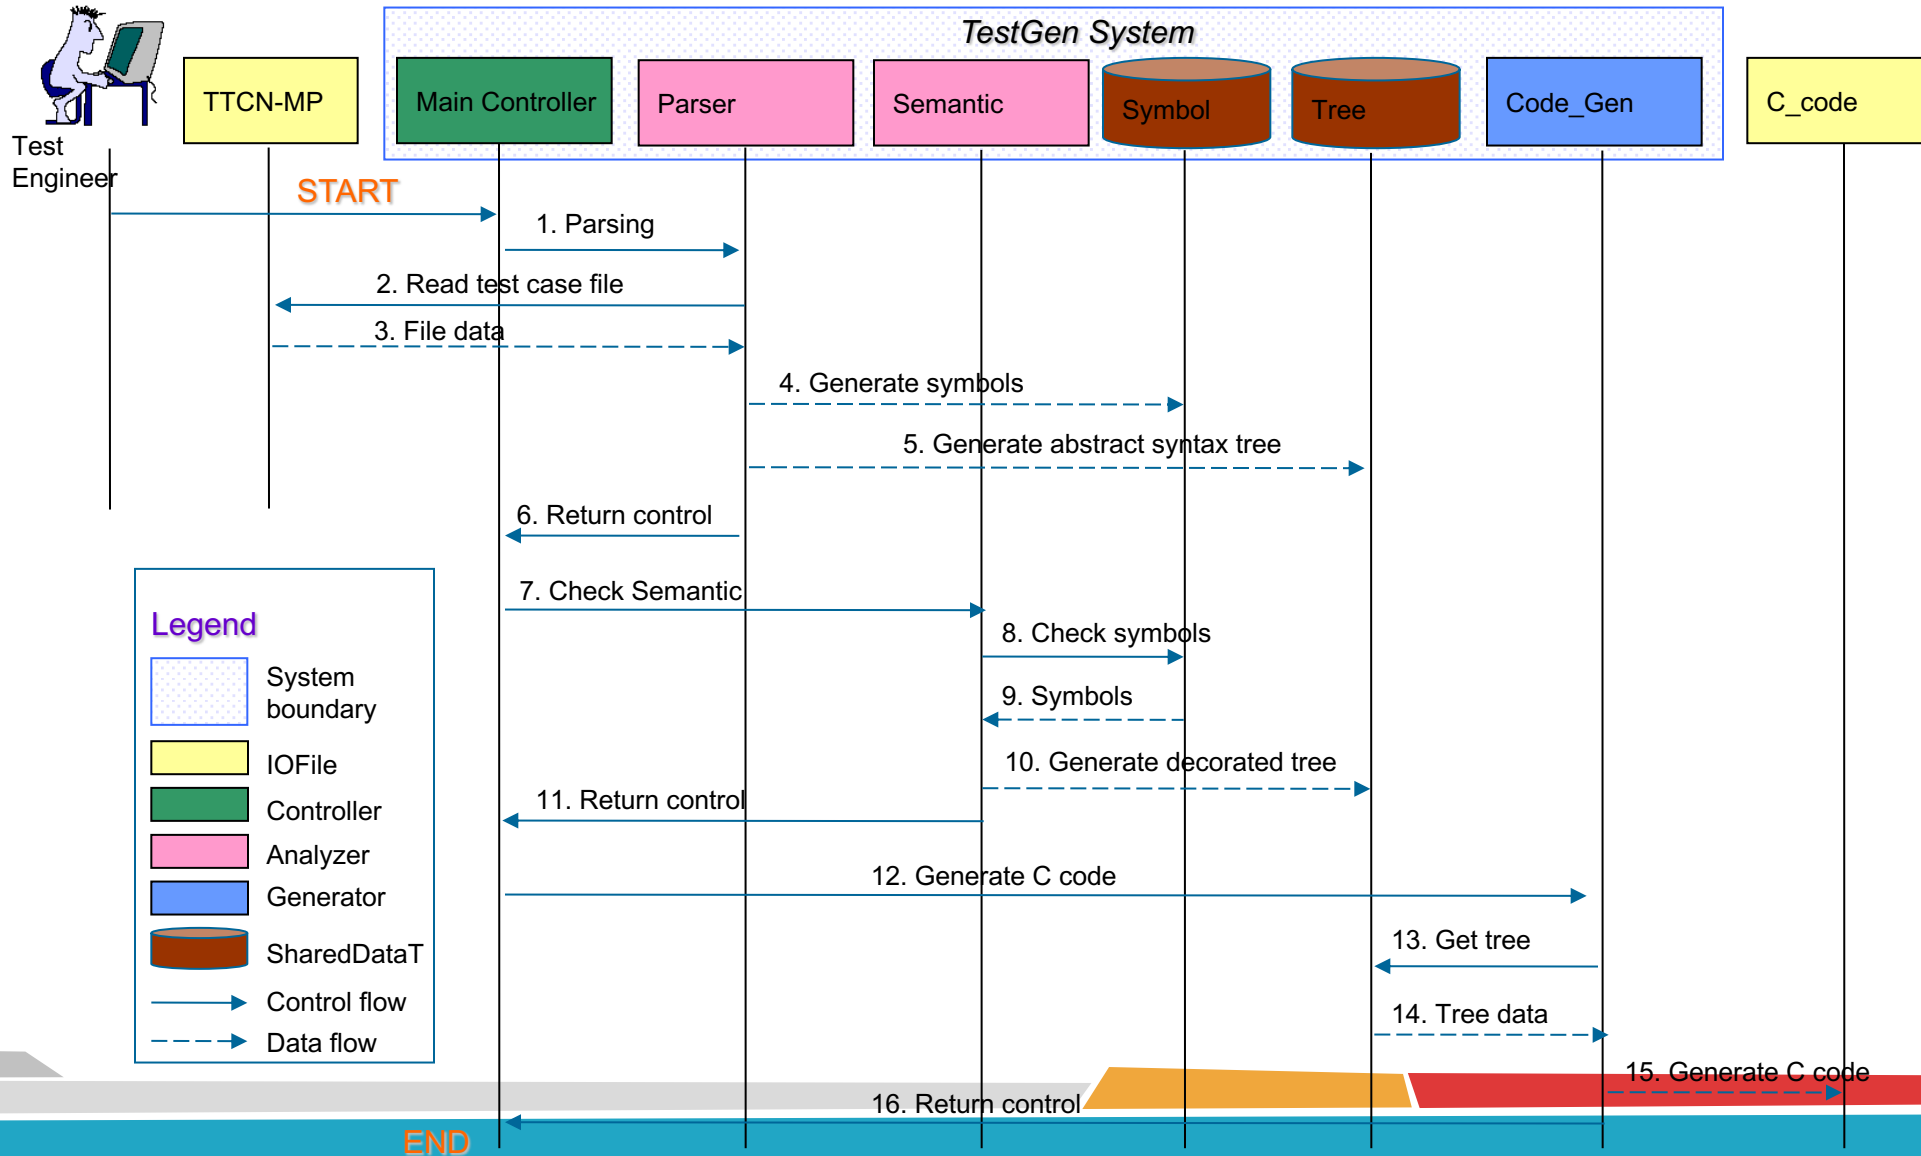 TestGen System
TTCN-MP
Main Controller
Parser
Semantic
Symbol
Tree
Code_Gen
C_code
Test
Engineer
START
1. Parsing
2. Read test case file
3. File data
4. Generate symbols
5. Generate abstract syntax tree
6. Return control
7. Check Semantic
8. Check symbols
9. Symbols
10. Generate decorated tree
11. Return control
12. Generate C code
13. Get tree
14. Tree data
15. Generate C code
16. Return control
END
Legend
System
boundary
IOFile
Controller
Analyzer
Generator
SharedDataT
Control flow
Data flow